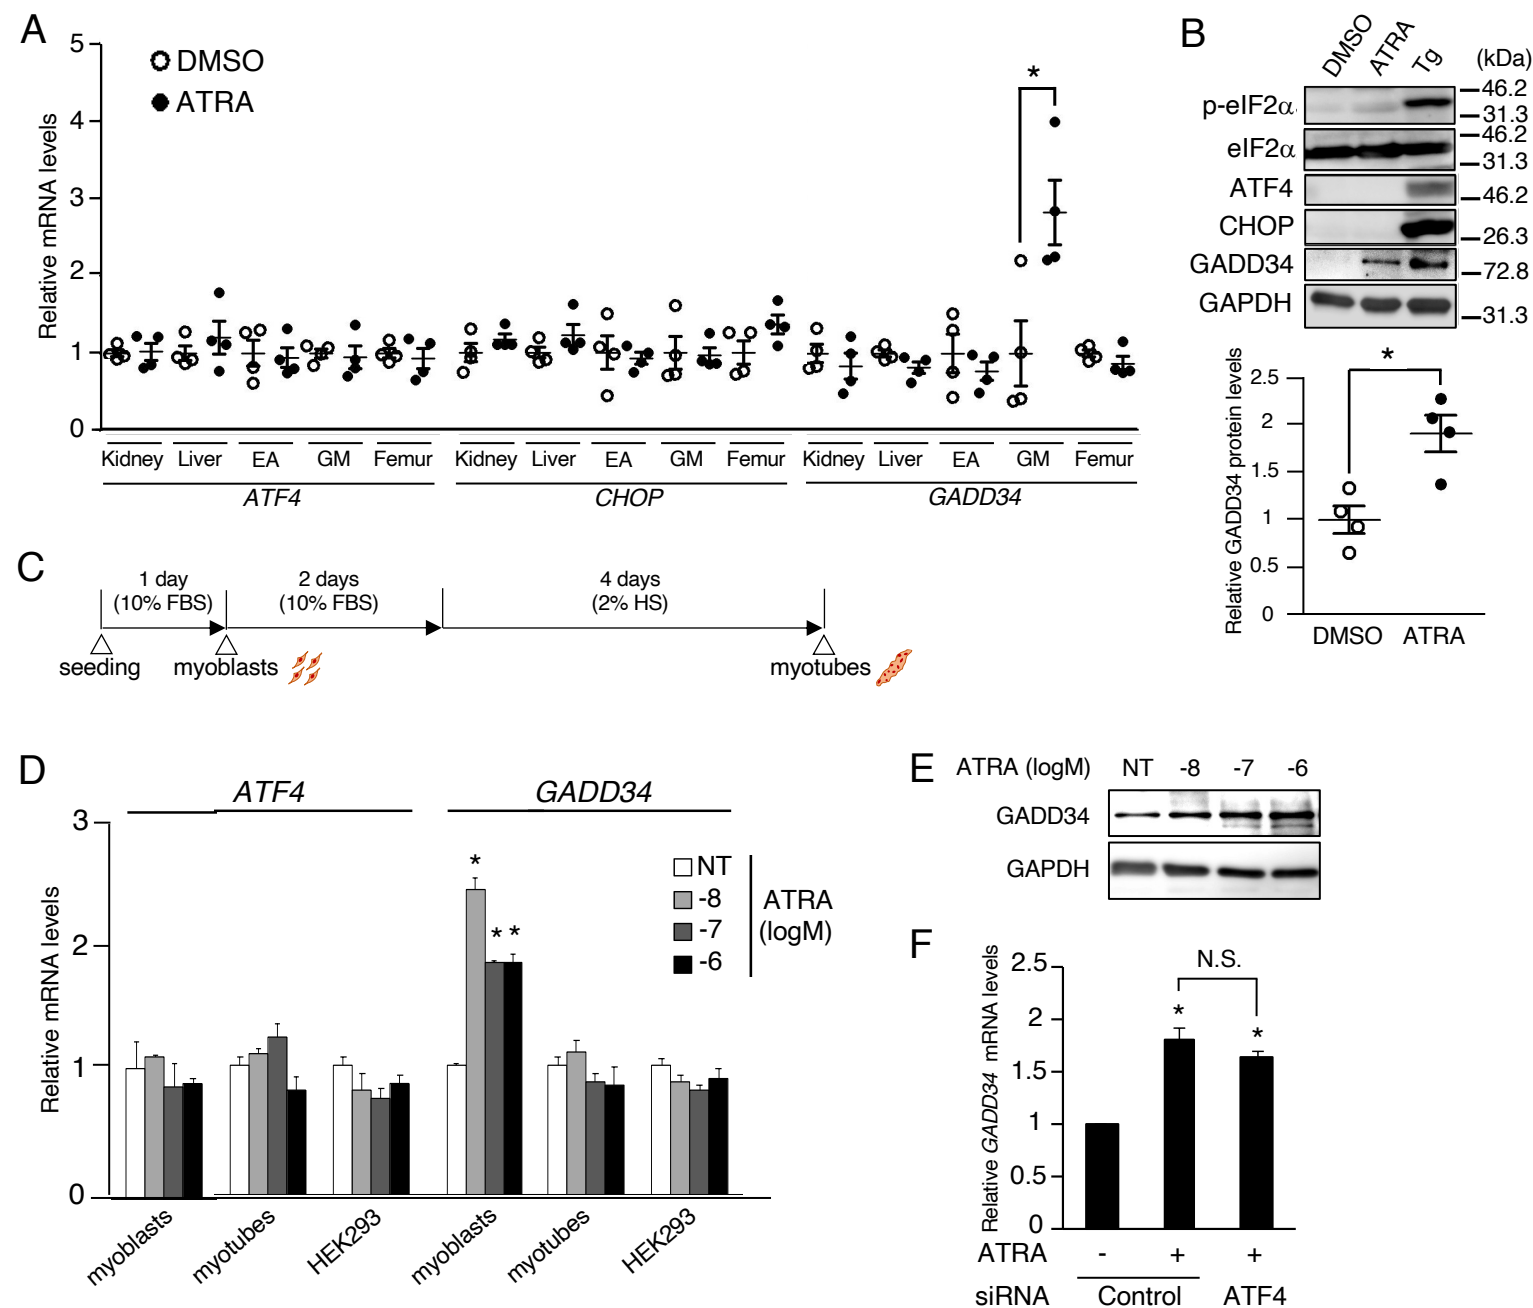 A
5
4
3
2
1
0
Relative mRNA levels
DMSO
ATRA
*
Kidney Liver EA GM Femur Kidney Liver EA GM Femur Kidney Liver EA GM Femur
ATF4 CHOP GADD34
B
DMSO ATRA Tg (kDa)
p-eIF2α 46.2
31.3
eIF2α 46.2
31.3
ATF4 46.2
CHOP 26.3
GADD34 72.8
GAPDH 31.3
Relative GADD34 protein levels
*
2.5
2
1.5
1
0.5
0
DMSO ATRA
C
1 day 2 days 4 days
(10% FBS) (10% FBS) (2% HS)
seeding myoblasts myotubes
D
ATF4 GADD34
3
2
1
0
Relative mRNA levels
*
* *
NT
-8
-7
-6
ATRA
(logM)
myoblasts myotubes HEK293 myoblasts myotubes HEK293
E
ATRA (logM) NT -8 -7 -6
GADD34
GAPDH
F
Relative GADD34 mRNA levels
2.5
2
1.5
1
0.5
0
N.S.
* *
ATRA - + +
siRNA Control ATF4